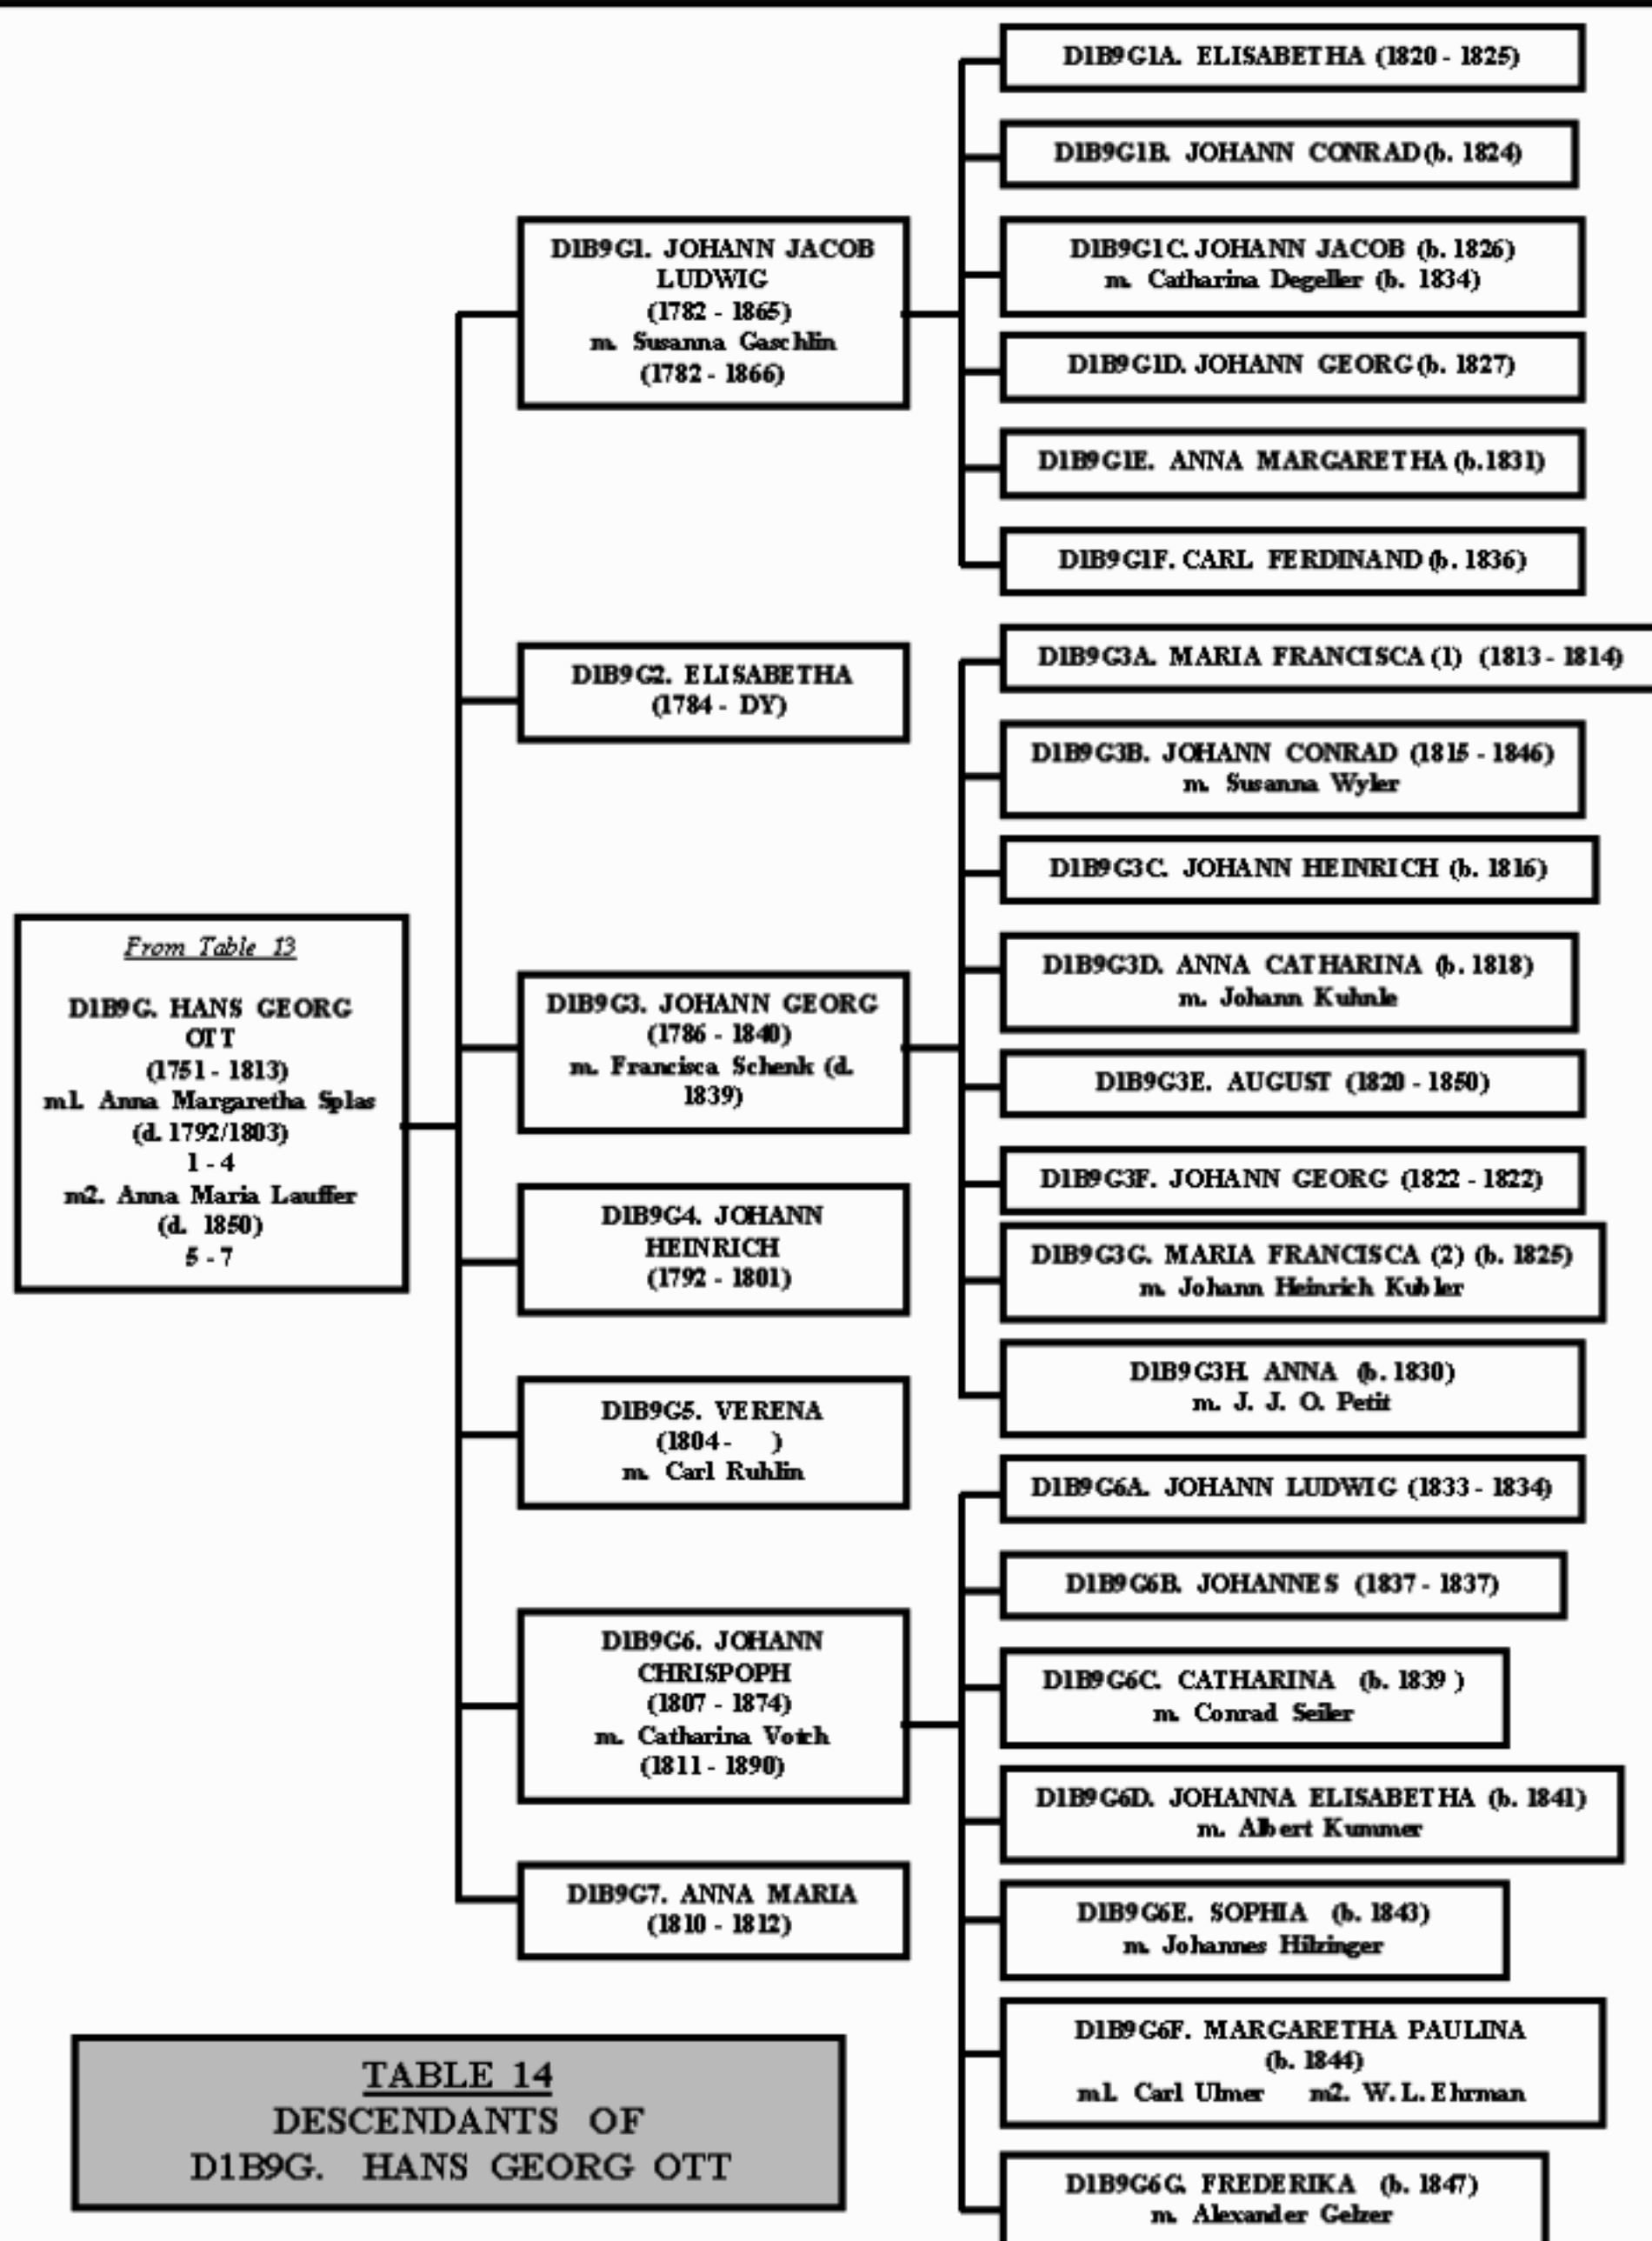 From Table 13
D1B9G. HANS GEORG
OTT
(1751 - 1813)
m1. Anna Margaretha Splas
(d. 1792/1803)
1 - 4
m2. Anna Maria Lauffer
(d. 1850)
5 - 7
D1B9G1. JOHANN JACOB
LUDWIG
(1782 - 1865)
m. Susanna Gaschlin
(1782 - 1866)
D1B9G2. ELISABETHA
(1784 - DY)
D1B9G3. JOHANN GEORG
(1786 - 1840)
m. Francisca Schenk (d.
1839)
D1B9G4. JOHANN
HEINRICH
(1792 - 1801)
D1B9G5. VERENA
(1804 - )
m. Carl Ruhlin
D1B9G6. JOHANN
CHRISPOPH
(1807 - 1874)
m. Catharina Votch
(1811 - 1890)
D1B9G7. ANNA MARIA
(1810 - 1812)
D1B9G1A. ELISABETHA (1820 - 1825)
D1B9G1B. JOHANN CONRAD (b. 1824)
D1B9G1C. JOHANN JACOB (b. 1826)
m. Catharina Degeller (b. 1834)
D1B9G1D. JOHANN GEORG (b. 1827)
D1B9G1E. ANNA MARGARETHA (b.1831)
D1B9G1F. CARL FERDINAND (b. 1836)
D1B9G3A. MARIA FRANCISCA (1) (1813 - 1814)
D1B9G3B. JOHANN CONRAD (1815 - 1846)
m. Susanna Wyler
D1B9G3C. JOHANN HEINRICH (b. 1816)
D1B9G3D. ANNA CATHARINA (b. 1818)
m. Johann Kuhnle
D1B9G3E. AUGUST (1820 - 1850)
D1B9G3F. JOHANN GEORG (1822 - 1822)
D1B9G3G. MARIA FRANCISCA (2) (b. 1825)
m. Johann Heinrich Kubler
D1B9G3H. ANNA (b. 1830)
m. J. J. O. Petit
D1B9G6A. JOHANN LUDWIG (1833 - 1834)
D1B9G6B. JOHANNES (1837 - 1837)
D1B9G6C. CATHARINA (b. 1839 )
m. Conrad Seiler
D1B9G6D. JOHANNA ELISABETHA (b. 1841)
m. Albert Kummer
D1B9G6E. SOPHIA (b. 1843)
m. Johannes Hilzinger
D1B9G6F. MARGARETHA PAULINA
(b. 1844)
m1. Carl Ulmer m2. W. L. Ehrman
D1B9G6G. FREDERIKA (b. 1847)
m. Alexander Gelzer
TABLE 14
DESCENDANTS OF
D1B9G. HANS GEORG OTT